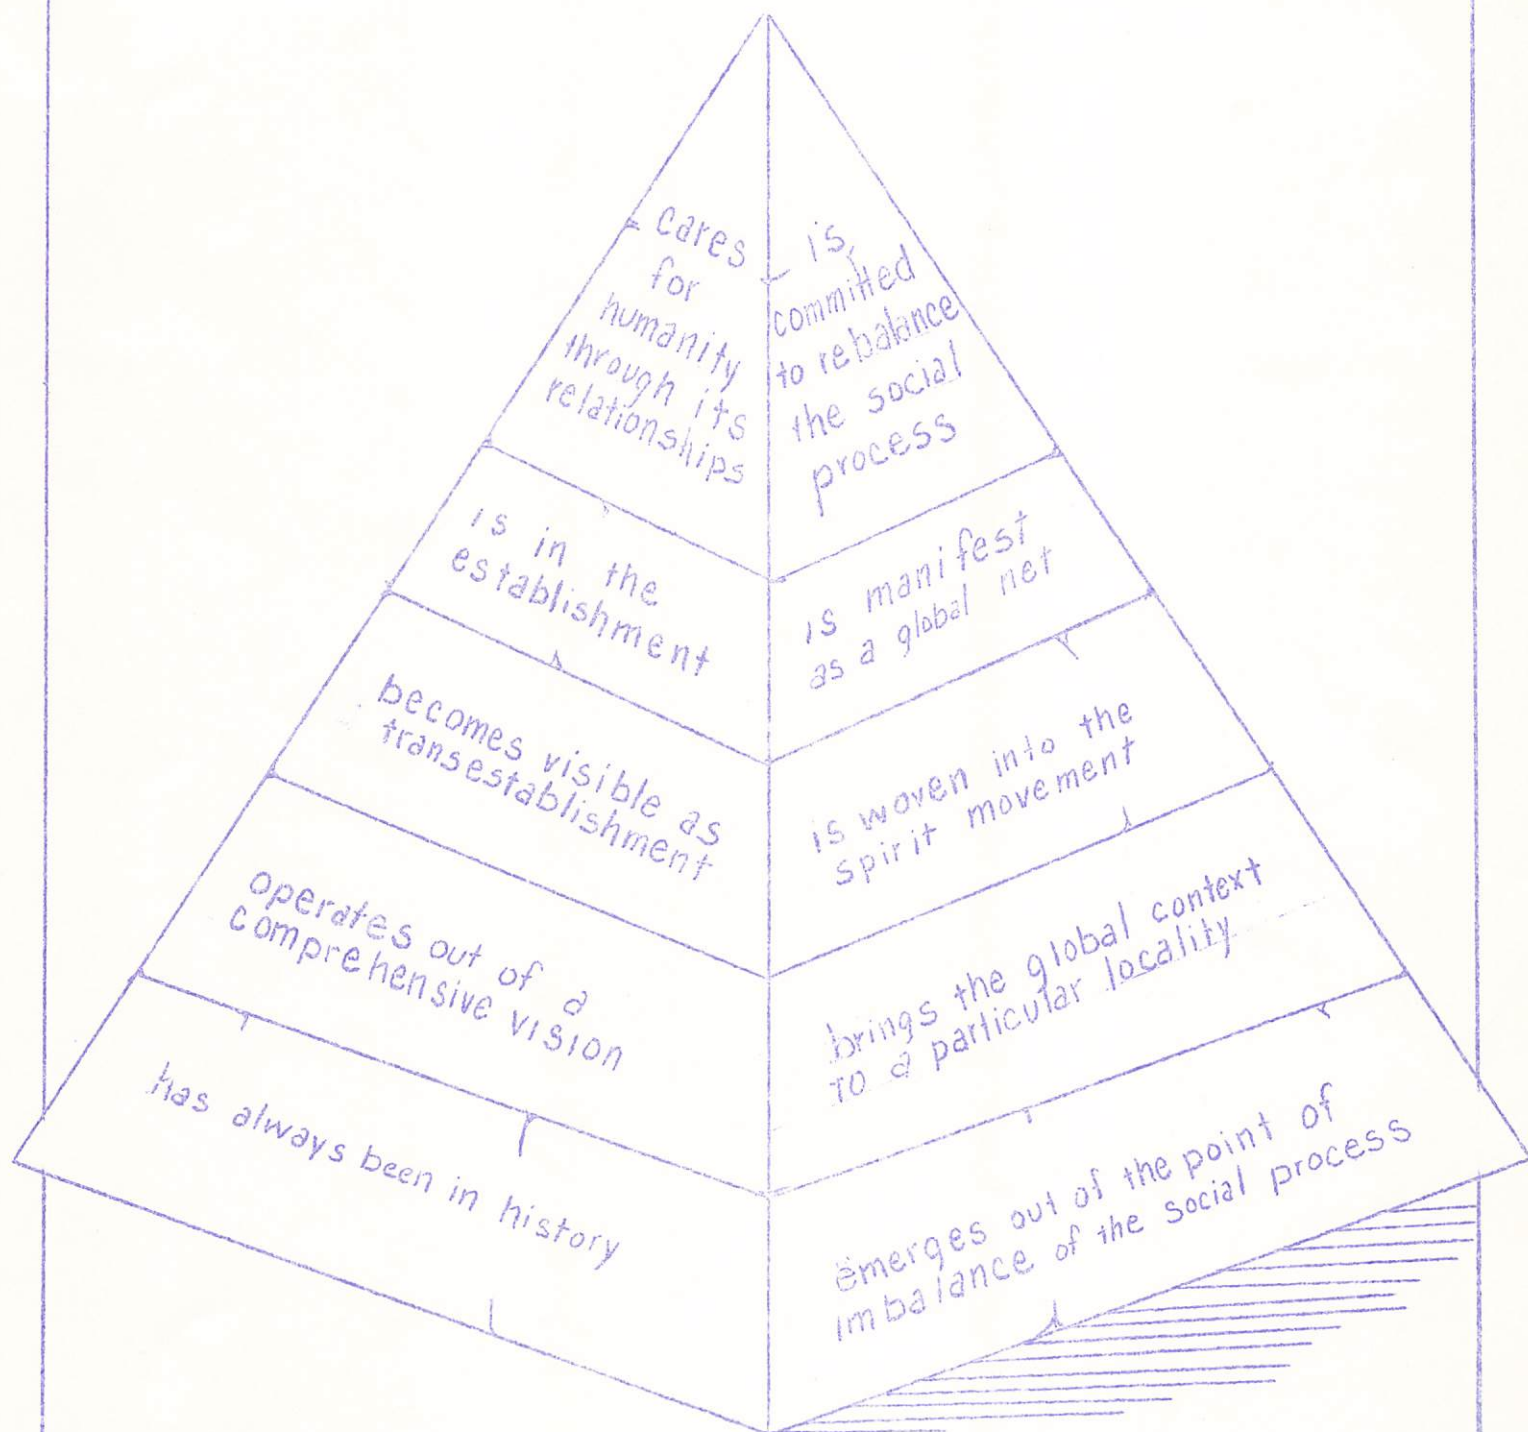 cares
for
humanity
through its
relationships
is
committed
to rebalance
the social
process
is in the
establishment
is manifest
as a global net
becomes visible as
transestablishment
is woven into the
spirit movement
operates out of a
comprehensive vision
brings the global context
to a particular locality
has always been in history
emerges out of the point of
imbalance of the social process